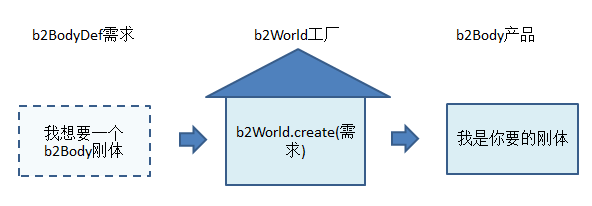 b2BodyDef需求
b2World工厂
b2Body产品
我想要一个
b2Body刚体
b2World.create(需
求)
我是你要的刚体